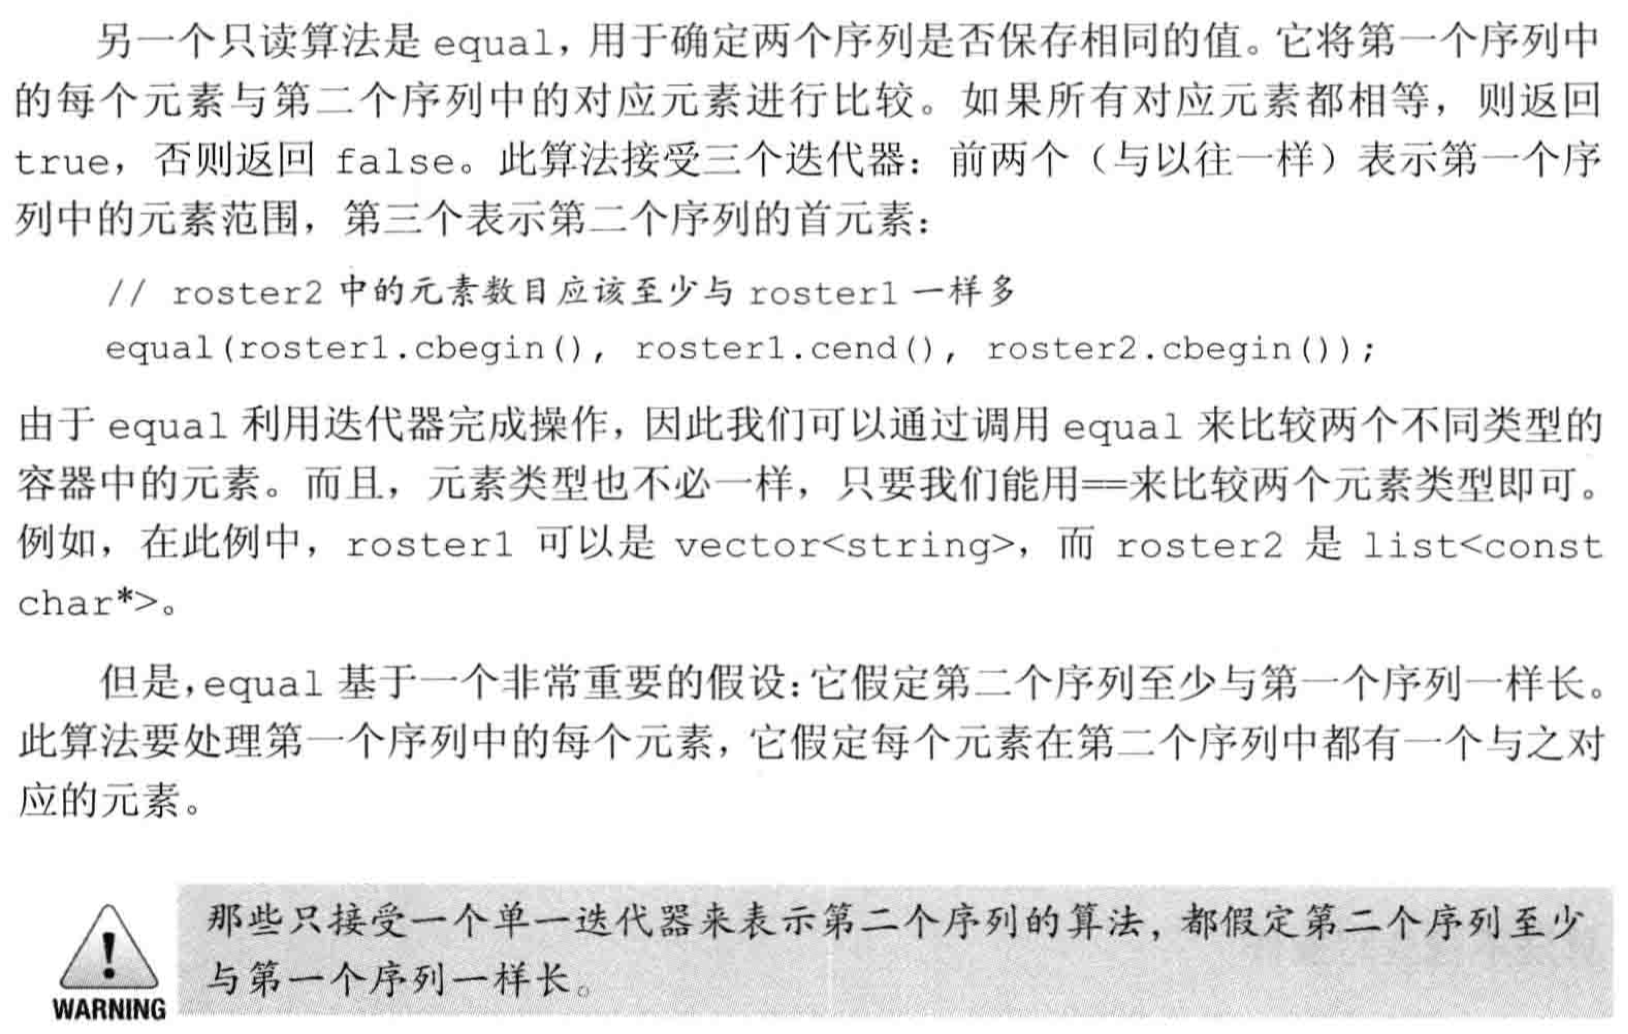 另一个只读算法是 equal，用于确定两个序列是否保存相同的值。它将第一个序列中
的每个元素与第二个序列中的对应元素进行比较。如果所有对应元素都相等，则返回
true，否则返回 false。此算法接受三个迭代器：前两个（与以往一样）表示第一个序
列中的元素范围，第三个表示第二个序列的首元素：
// roster2 中的元素数目应该至少与 roster1 一样多
equal(roster1.cbegin(), roster1.cend(), roster2.cbegin());
由于 equal 利用迭代器完成操作，因此我们可以通过调用 equal 来比较两个不同类型的
容器中的元素。而且，元素类型也不必一样，只要我们能用==来比较两个元素类型即可。
例如，在此例中，roster1 可以是 vector<string>，而 roster2 是 list<const
char*>。
但是，equal 基于一个非常重要的假设：它假定第二个序列至少与第一个序列一样长。
此算法要处理第一个序列中的每个元素，它假定每个元素在第二个序列中都有一个与之对
应的元素。
那些只接受一个单一迭代器来表示第二个序列的算法，都假定第二个序列至少
与第一个序列一样长。
WARNING